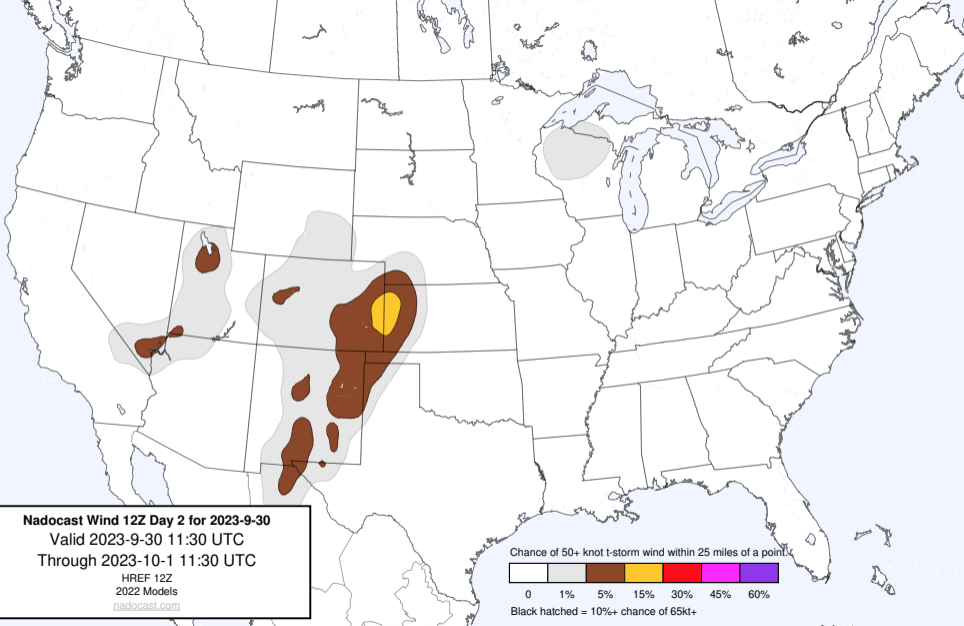 Nadocast Wind 12Z Day 2 for 2023-9-30
Valid 2023-9-30 11:30 UTC
Through 2023-10-1 11:30 UTC
HREF 12Z
2022 Models
nadocast.com
Chance of 50+ knot t-storm wind within 25 miles of a point.
0 1% 5% 15% 30% 45% 60%
Black hatched = 10%+ chance of 65kt+